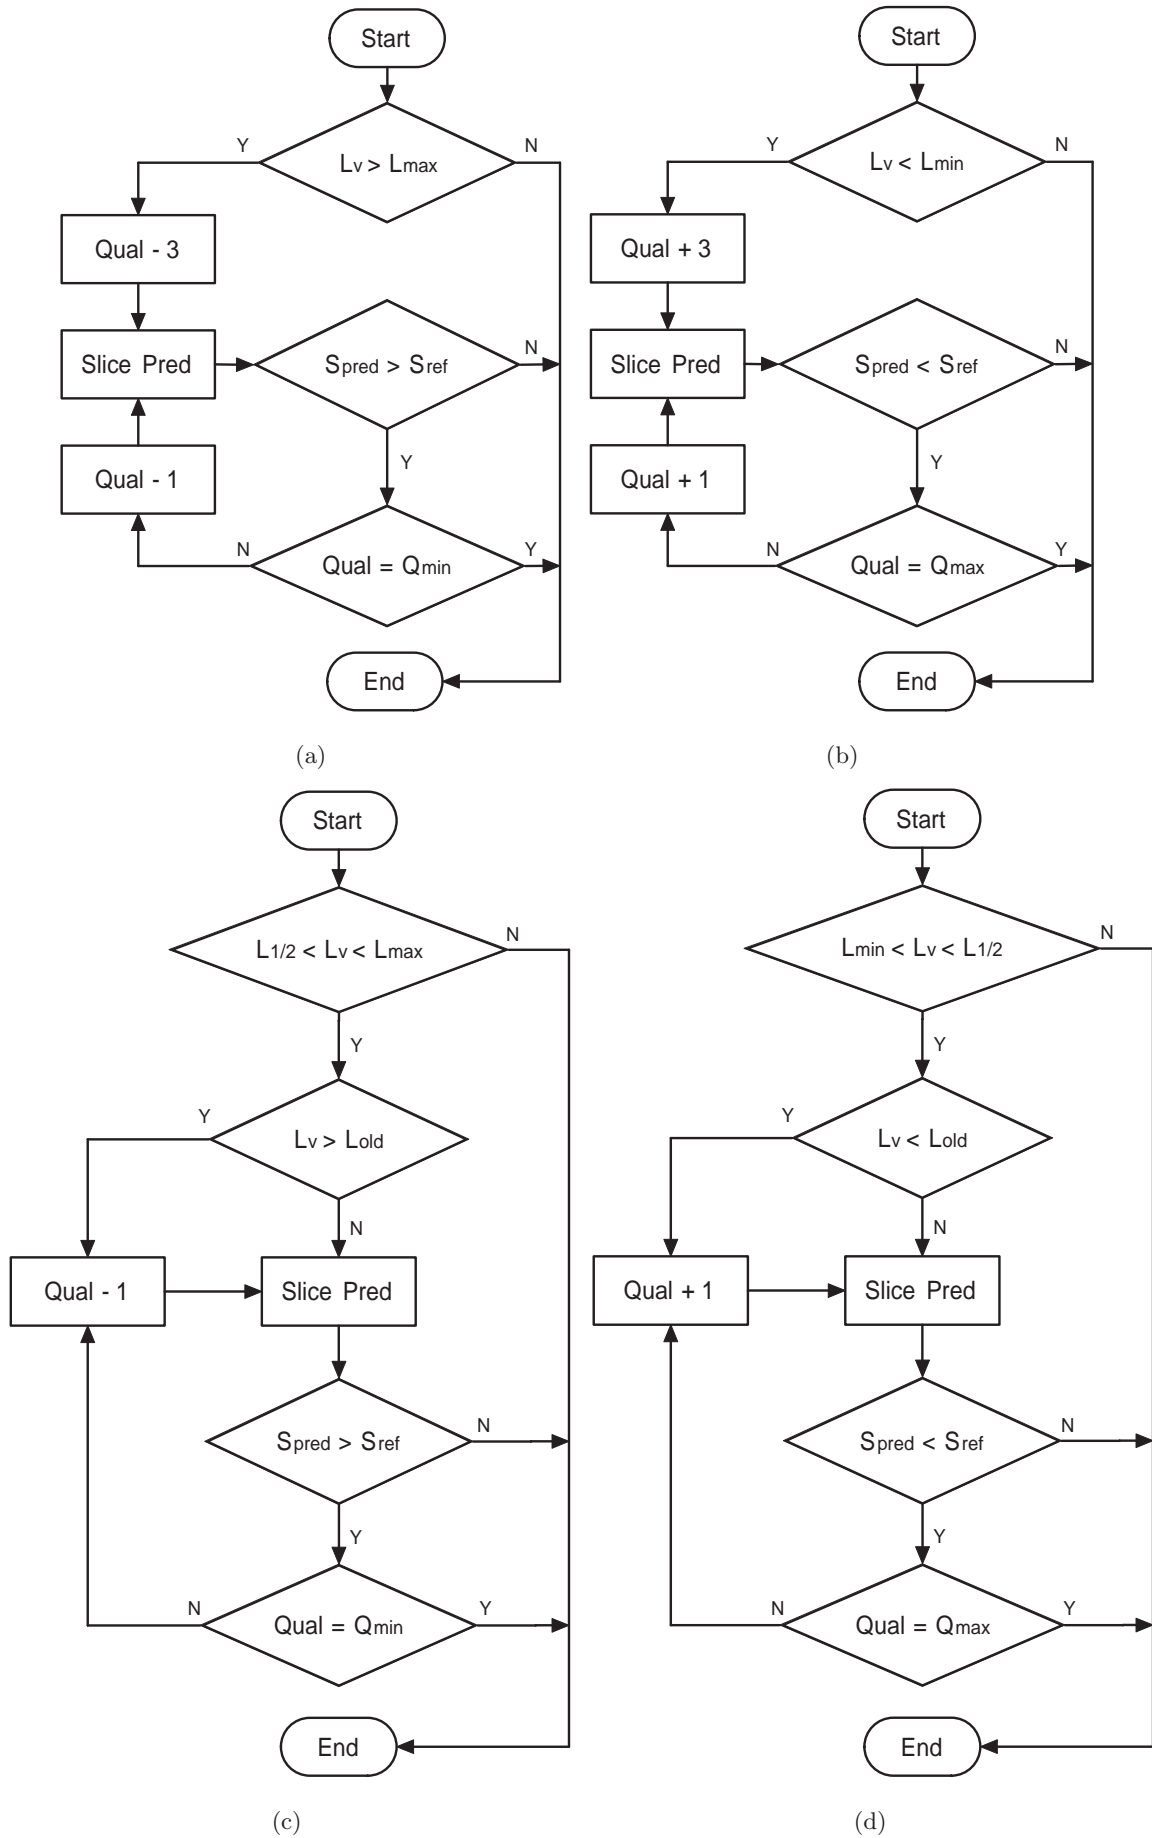 Start
Lv > Lmax
Y
N
Qual - 3
Slice Pred
Spred > Sref
N
Qual - 1
Y
Qual = Qmin
N
Y
End
(a)
Start
Lv < Lmin
Y
N
Qual + 3
Slice Pred
Spred < Sref
N
Qual + 1
Y
Qual = Qmax
N
Y
End
(b)
Start
L1/2 < Lv < Lmax
N
Y
Lv > Lold
Y
N
Qual - 1
Slice Pred
Spred > Sref
N
Y
Qual = Qmin
N
Y
End
(c)
Start
Lmin < Lv < L1/2
N
Y
Lv < Lold
Y
N
Qual + 1
Slice Pred
Spred < Sref
N
Y
Qual = Qmax
N
Y
End
(d)